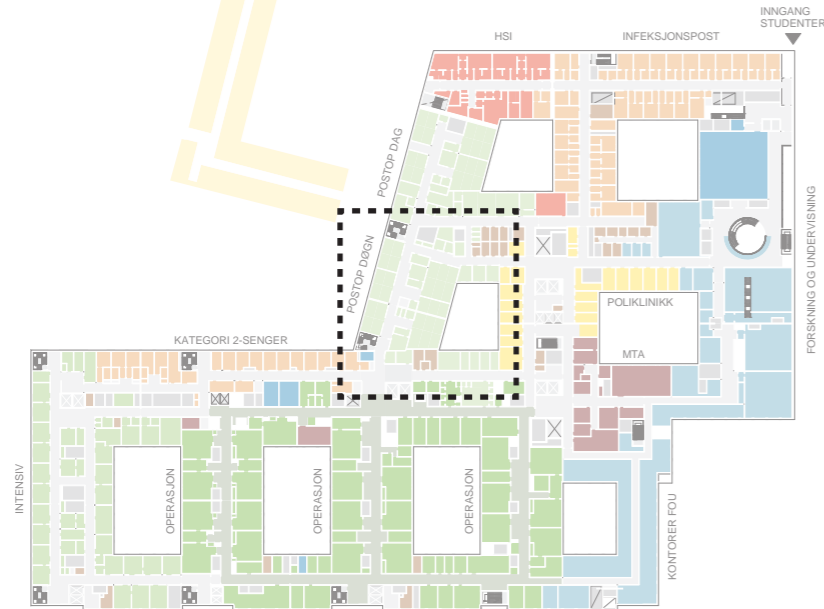 INNGANG
STUDENTER
HSI
INFEKSJONSPOST
POSTOP DAG
POSTOP DØGN
FORSKNING OG UNDERVISNING
POLIKLINIKK
KATEGORI 2-SENGER
MTA
INTENSIV
OPERASJON
OPERASJON
OPERASJON
KONTORER FOU